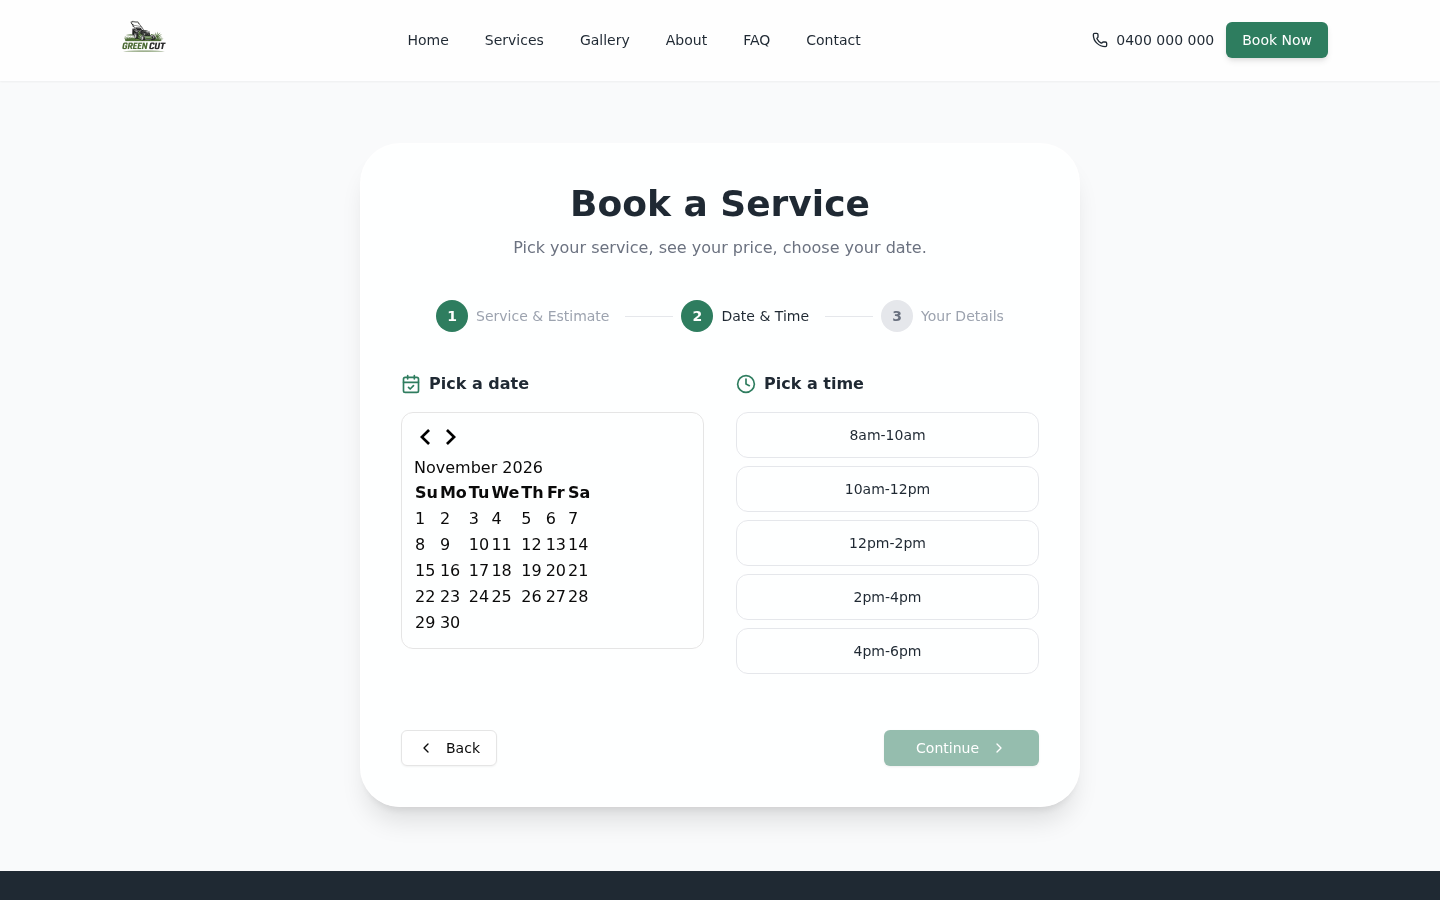 GREEN CUT
Home
Services
Gallery
About
FAQ
Contact
0400 000 000
Book Now
Book a Service
Pick your service, see your price, choose your date.
1 Service & Estimate
2 Date & Time
3 Your Details
Pick a date
November 2026
Su Mo Tu We Th Fr Sa
1 2 3 4 5 6 7
8 9 10 11 12 13 14
15 16 17 18 19 20 21
22 23 24 25 26 27 28
29 30
Pick a time
8am-10am
10am-12pm
12pm-2pm
2pm-4pm
4pm-6pm
Back
Continue